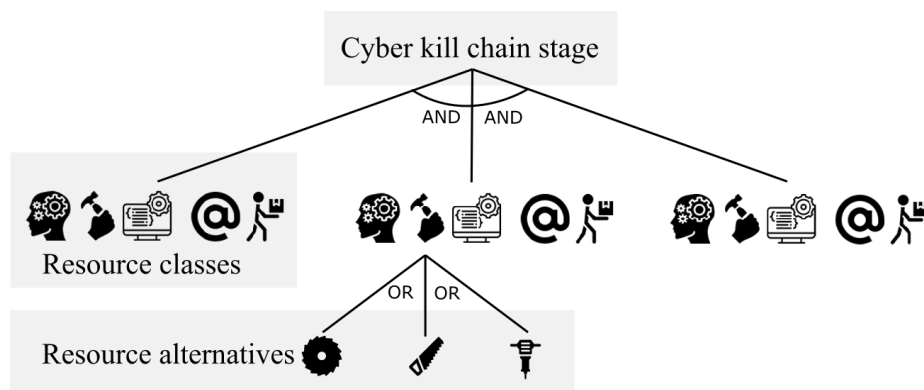 Cyber kill chain stage
AND AND
@ @ @
Resource classes
OR OR
Resource alternatives